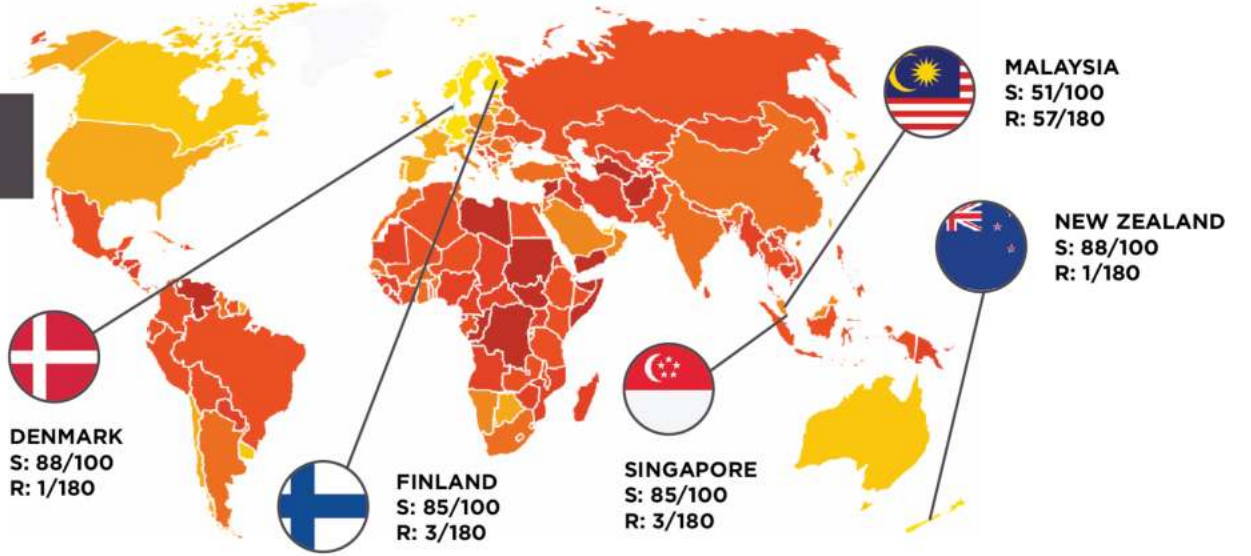 MALAYSIA
S: 51/100
R: 57/180
NEW ZEALAND
S: 88/100
R: 1/180
DENMARK
S: 88/100
R: 1/180
FINLAND
S: 85/100
R: 3/180
SINGAPORE
S: 85/100
R: 3/180